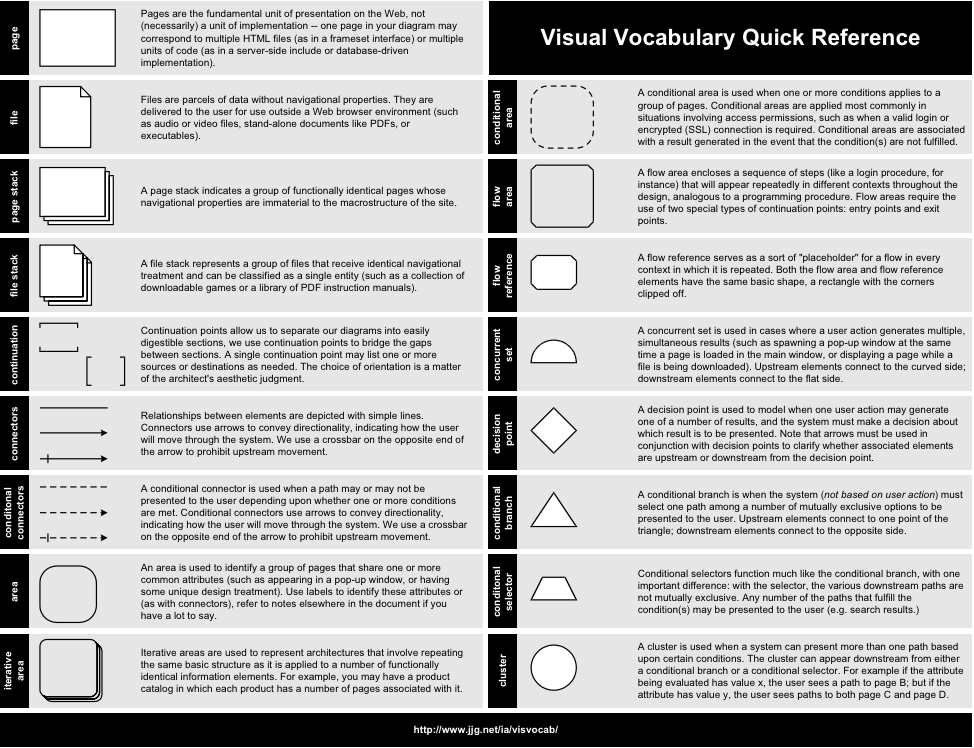 page
Pages are the fundamental unit of presentation on the Web, not
(necessarily) a unit of implementation -- one page in your diagram may
correspond to multiple HTML files (as in a frameset interface) or multiple
units of code (as in a server-side include or database-driven
implementation).
file
Files are parcels of data without navigational properties. They are
delivered to the user for use outside a Web browser environment (such
as audio or video files, stand-alone documents like PDFs, or
executables).
page stack
A page stack indicates a group of functionally identical pages whose
navigational properties are immaterial to the macrostructure of the site.
file stack
A file stack represents a group of files that receive identical navigational
treatment and can be classified as a single entity (such as a collection of
downloadable games or a library of PDF instruction manuals).
continuation
Continuation points allow us to separate our diagrams into easily
digestible sections, we use continuation points to bridge the gaps
between sections. A single continuation point may list one or more
sources or destinations as needed. The choice of orientation is a matter
of the architect's aesthetic judgment.
connectors
Relationships between elements are depicted with simple lines.
Connectors use arrows to convey directionality, indicating how the user
will move through the system. We use a crossbar on the opposite end of
the arrow to prohibit upstream movement.
conditonal
connectors
A conditional connector is used when a path may or may not be
presented to the user depending upon whether one or more conditions
are met. Conditional connectors use arrows to convey directionality,
indicating how the user will move through the system. We use a crossbar
on the opposite end of the arrow to prohibit upstream movement.
area
An area is used to identify a group of pages that share one or more
common attributes (such as appearing in a pop-up window, or having
some unique design treatment). Use labels to identify these attributes or
(as with connectors), refer to notes elsewhere in the document if you
have a lot to say.
iterative
area
Iterative areas are used to represent architectures that involve repeating
the same basic structure as it is applied to a number of functionally
identical information elements. For example, you may have a product
catalog in which each product has a number of pages associated with it.
Visual Vocabulary Quick Reference
conditional
area
A conditional area is used when one or more conditions applies to a
group of pages. Conditional areas are applied most commonly in
situations involving access permissions, such as when a valid login or
encrypted (SSL) connection is required. Conditional areas are associated
with a result generated in the event that the condition(s) are not fulfilled.
flow
area
A flow area encloses a sequence of steps (like a login procedure, for
instance) that will appear repeatedly in different contexts throughout the
design, analogous to a programming procedure. Flow areas require the
use of two special types of continuation points: entry points and exit
points.
flow
reference
A flow reference serves as a sort of "placeholder" for a flow in every
context in which it is repeated. Both the flow area and flow reference
elements have the same basic shape, a rectangle with the corners
clipped off.
concurrent
set
A concurrent set is used in cases where a user action generates multiple,
simultaneous results (such as spawning a pop-up window at the same
time a page is loaded in the main window, or displaying a page while a
file is being downloaded). Upstream elements connect to the curved side;
downstream elements connect to the flat side.
decision
point
A decision point is used to model when one user action may generate
one of a number of results, and the system must make a decision about
which result is to be presented. Note that arrows must be used in
conjunction with decision points to clarify whether associated elements
are upstream or downstream from the decision point.
conditional
branch
A conditional branch is when the system (not based on user action) must
select one path among a number of mutually exclusive options to be
presented to the user. Upstream elements connect to one point of the
triangle; downstream elements connect to the opposite side.
conditional
selector
Conditional selectors function much like the conditional branch, with one
important difference: with the selector, the various downstream paths are
not mutually exclusive. Any number of the paths that fulfill the
condition(s) may be presented to the user (e.g. search results.)
cluster
A cluster is used when a system can present more than one path based
upon certain conditions. The cluster can appear downstream from either
a conditional branch or a conditional selector. For example if the attribute
being evaluated has value x, the user sees a path to page B; but if the
attribute has value y, the user sees paths to both page C and page D.
http://www.jjg.net/ia/visvocab/